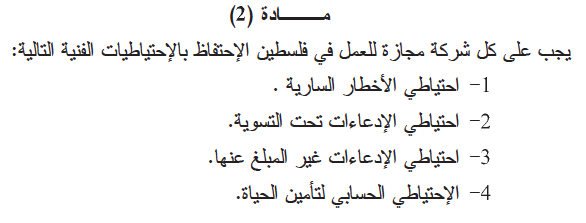 مـــــــادة (2)
يجب على كل شركة مجازة للعمل في فلسطين الإحتفاظ بالإحتياطيات الفنية التالية:
1- احتياطي الأخطار السارية .
2- احتياطي الإدعاءات تحت التسوية.
3- احتياطي الإدعاءات غير المبلغ عنها.
4- الإحتياطي الحسابي لتأمين الحياة.